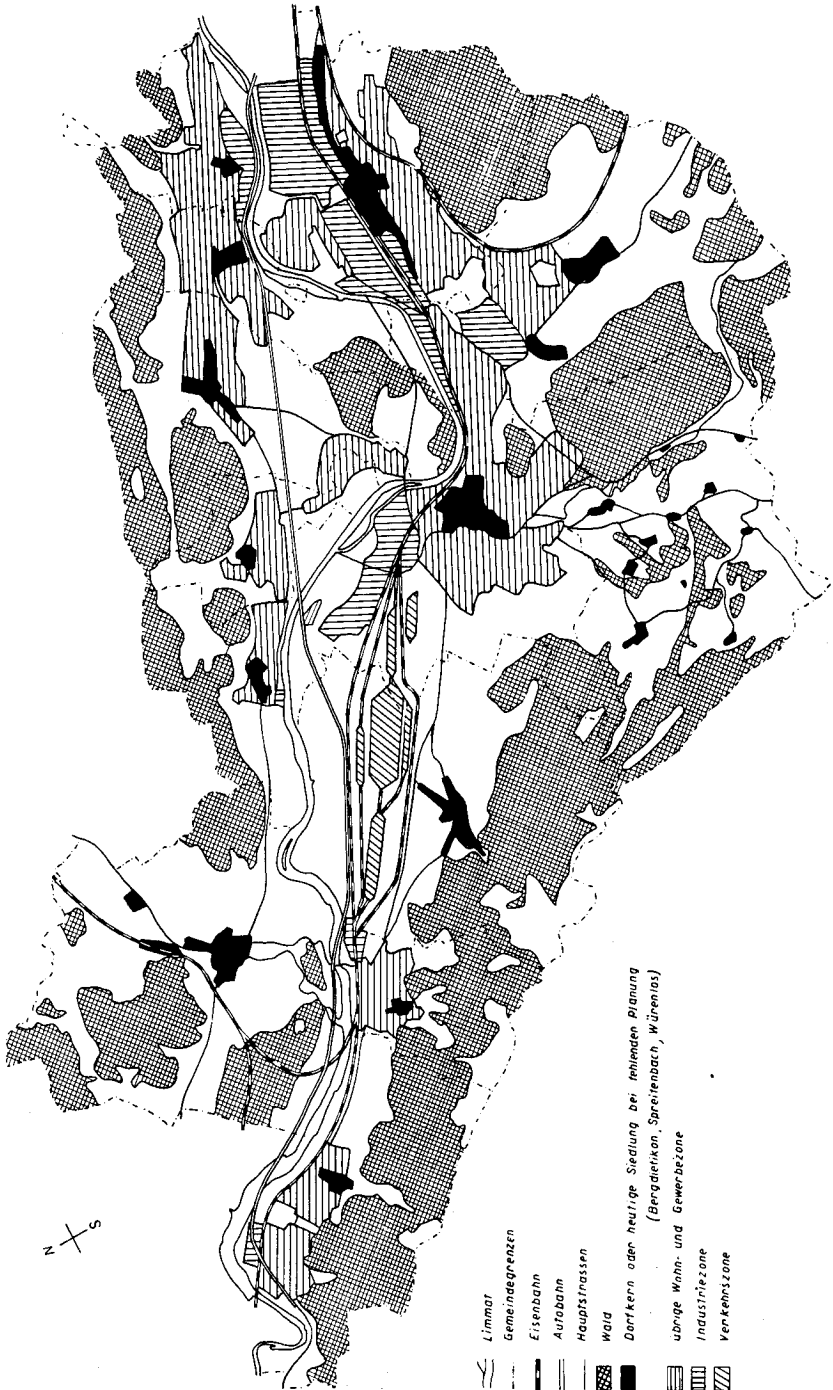 N
S
Limmat
Gemeindegrenzen
Eisenbahn
Autobahn
Hauptstrassen
Wald
Dorfkern oder heutige Siedlung bei fehlenden Planung
(Bergdietikon, Spreitenbach, Würenlos)
übrige Wohn- und Gewerbezone
Industriezone
Verkehrszone